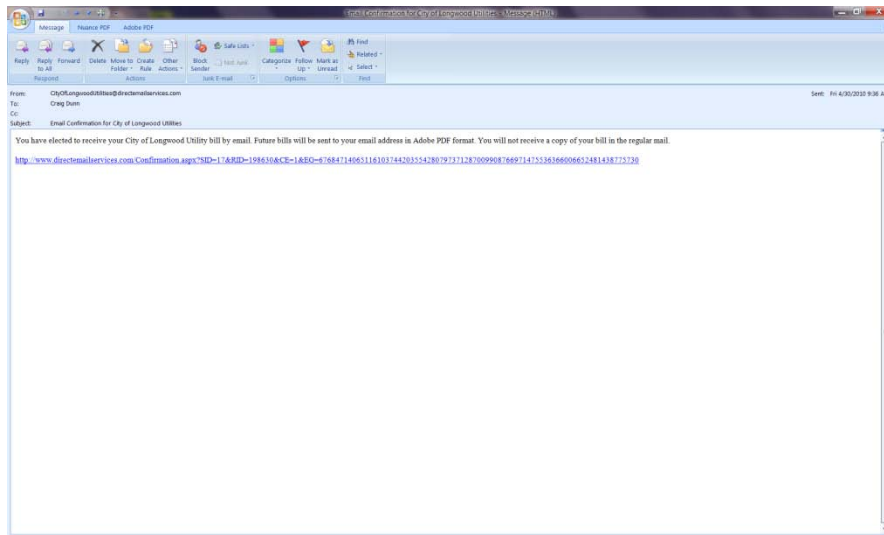 Email Confirmation for City of Longwood Utilities - Message (HTML)
Message Nuance PDF Adobe PDF
Reply Reply to All Forward Delete Move to Folder Create Rule Other Actions Block Sender Safe Lists Not Junk Categorize Follow Up Mark as Unread Find Related Select
Respond Actions Junk E-mail Options Find
From: CityOfLongwoodUtilities@directemailservices.com Sent: Fri 4/30/2010 9:36 A
To: Craig Dunn
Cc:
Subject: Email Confirmation for City of Longwood Utilities
You have elected to receive your City of Longwood Utility bill by email. Future bills will be sent to your email address in Adobe PDF format. You will not receive a copy of your bill in the regular mail.